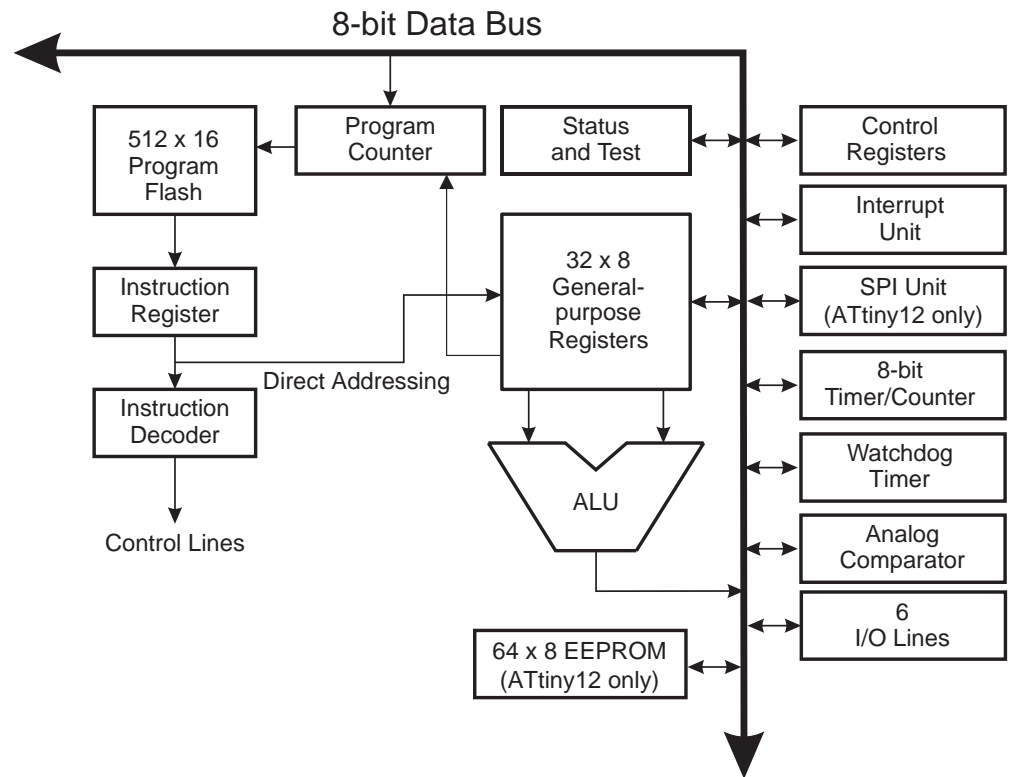 8-bit Data Bus
512 x 16
Program
Flash
Program
Counter
Status
and Test
Control
Registers
Interrupt
Unit
32 x 8
General-
purpose
Registers
Instruction
Register
SPI Unit
(ATtiny12 only)
Direct Addressing
8-bit
Timer/Counter
Instruction
Decoder
Watchdog
Timer
ALU
Control Lines
Analog
Comparator
6
I/O Lines
64 x 8 EEPROM
(ATtiny12 only)